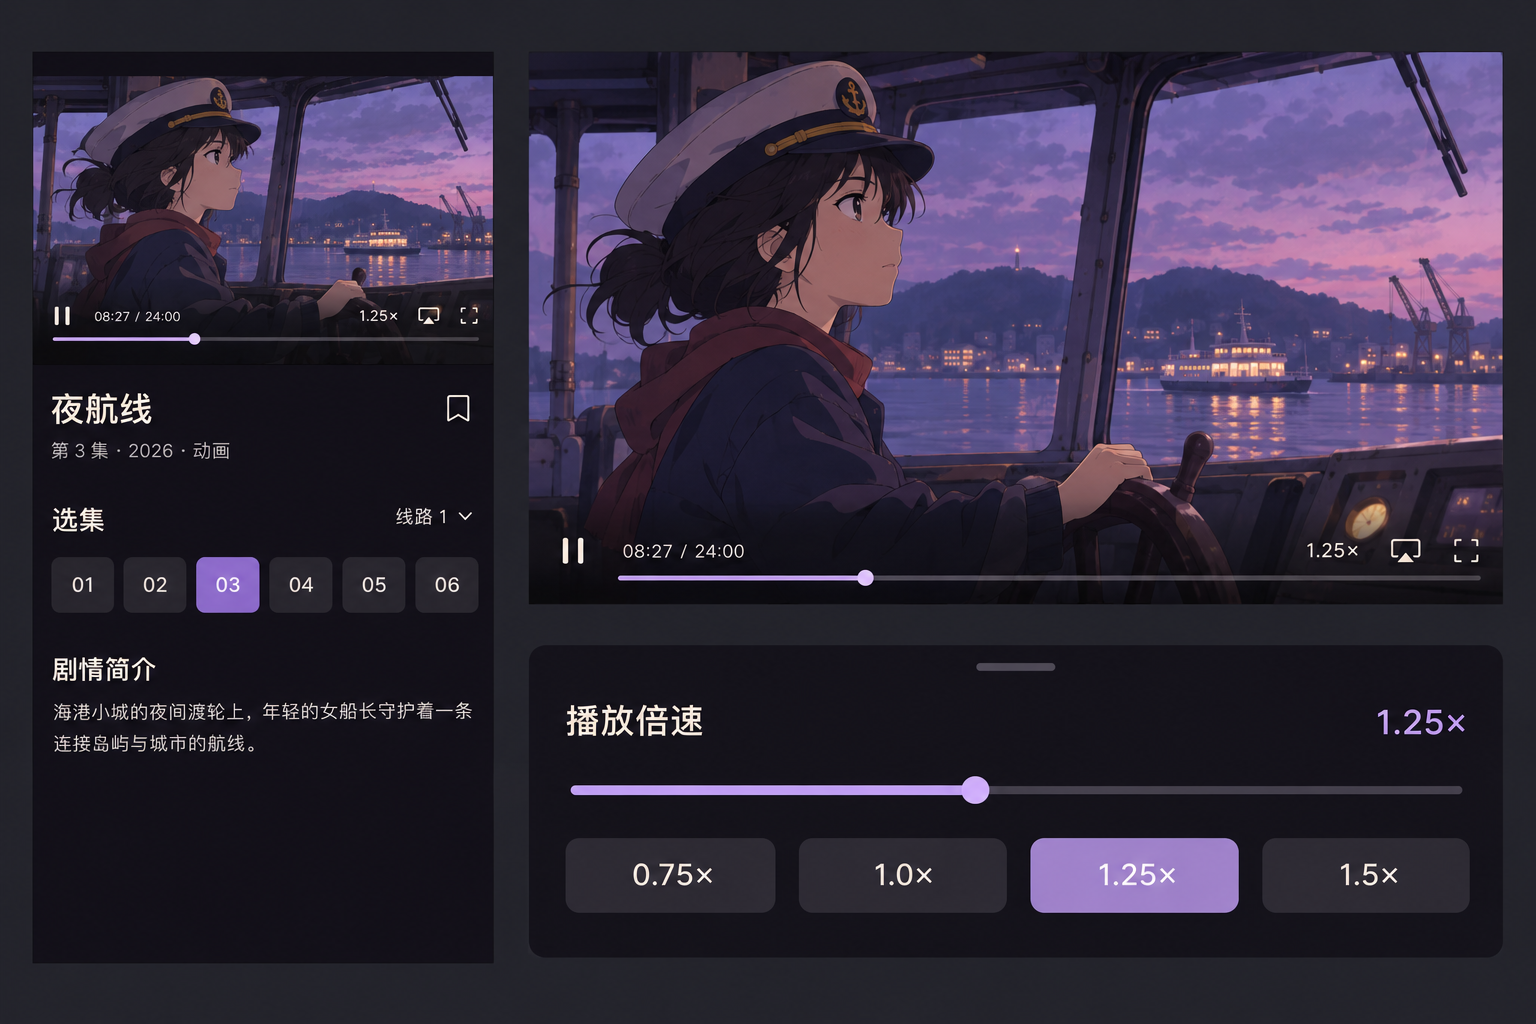 08:27 / 24:00
1.25×
夜航线
第 3 集 · 2026 · 动画
选集
线路 1
01
02
03
04
05
06
剧情简介
海港小城的夜间渡轮上，年轻的女船长守护着一条
连接岛屿与城市的航线。
08:27 / 24:00
1.25×
播放倍速
1.25×
0.75×
1.0×
1.25×
1.5×